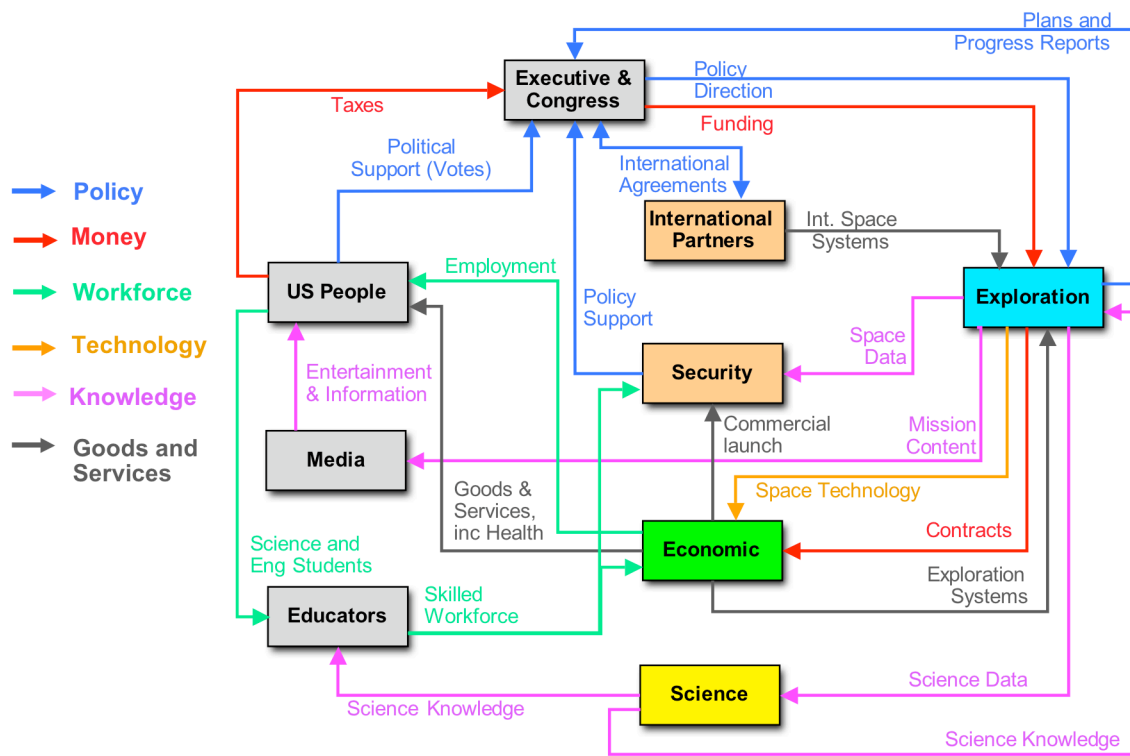 Plans and
Progress Reports
Executive &
Congress
Policy
Direction
Taxes
Funding
Political
Support (Votes)
International
Agreements
Policy
Money
Workforce
Technology
Knowledge
Goods and
Services
International
Partners
Int. Space
Systems
US People
Employment
Exploration
Policy
Support
Space
Data
Entertainment
& Information
Security
Commercial
launch
Mission
Content
Media
Goods &
Services,
inc Health
Space Technology
Economic
Contracts
Science and
Eng Students
Exploration
Systems
Skilled
Workforce
Educators
Science
Science Data
Science Knowledge
Science Knowledge